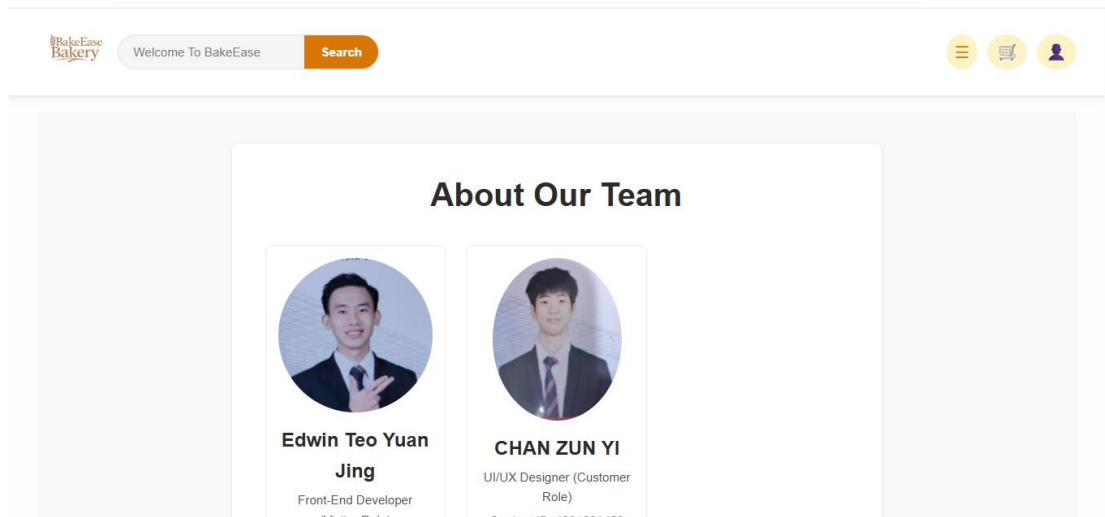 BakeEase
Bakery
Welcome To BakeEase
Search
About Our Team
Edwin Teo Yuan
Jing
Front-End Developer
CHAN ZUN YI
UI/UX Designer (Customer
Role)